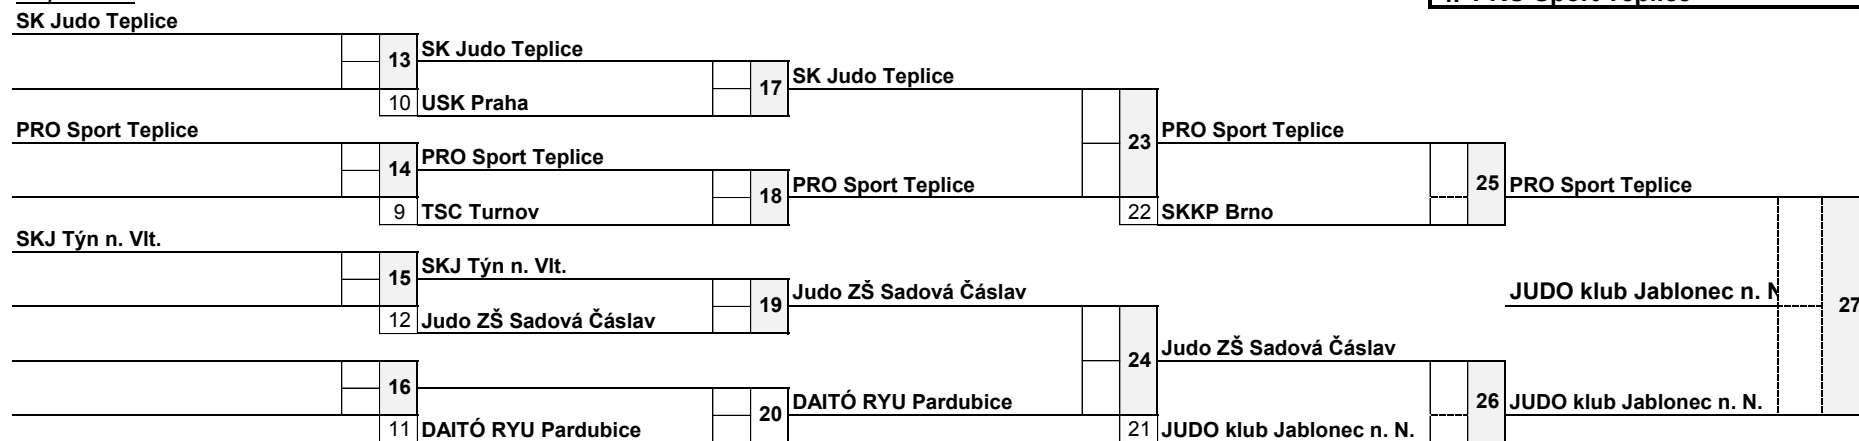 SK Judo Teplice
13 SK Judo Teplice
17 SK Judo Teplice
10 USK Praha
PRO Sport Teplice
23 PRO Sport Teplice
14 PRO Sport Teplice
18 PRO Sport Teplice
25 PRO Sport Teplice
9 TSC Turnov
22 SKKP Brno
SKJ Týn n. Vlt.
15 SKJ Týn n. Vlt.
19 Judo ZŠ Sadová Čáslav
JUDO klub Jablonec n. N
27
12 Judo ZŠ Sadová Čáslav
24 Judo ZŠ Sadová Čáslav
16
20 DAITÓ RYU Pardubice
26 JUDO klub Jablonec n. N.
11 DAITÓ RYU Pardubice
21 JUDO klub Jablonec n. N.